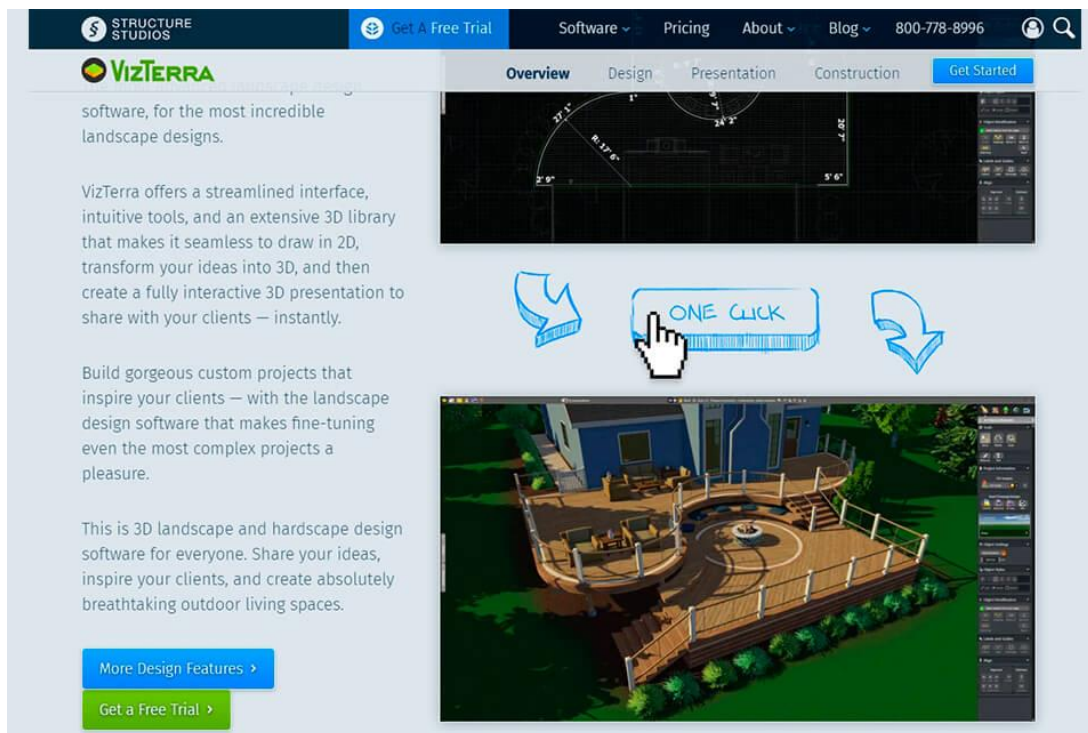 STRUCTURE
STUDIOS
Get A Free Trial
Software
Pricing
About
Blog
800-778-8996
VIZTERRA
Overview
Design
Presentation
Construction
Get Started
software, for the most incredible
landscape designs.
VizTerra offers a streamlined interface,
intuitive tools, and an extensive 3D library
that makes it seamless to draw in 2D,
transform your ideas into 3D, and then
create a fully interactive 3D presentation to
share with your clients — instantly.
Build gorgeous custom projects that
inspire your clients — with the landscape
design software that makes fine-tuning
even the most complex projects a
pleasure.
This is 3D landscape and hardscape design
software for everyone. Share your ideas,
inspire your clients, and create absolutely
breathtaking outdoor living spaces.
More Design Features ›
Get a Free Trial ›
1"
27' 1"
24' 2"
R: 17' 6"
20' 7"
2' 9"
5' 6"
ONE CLICK